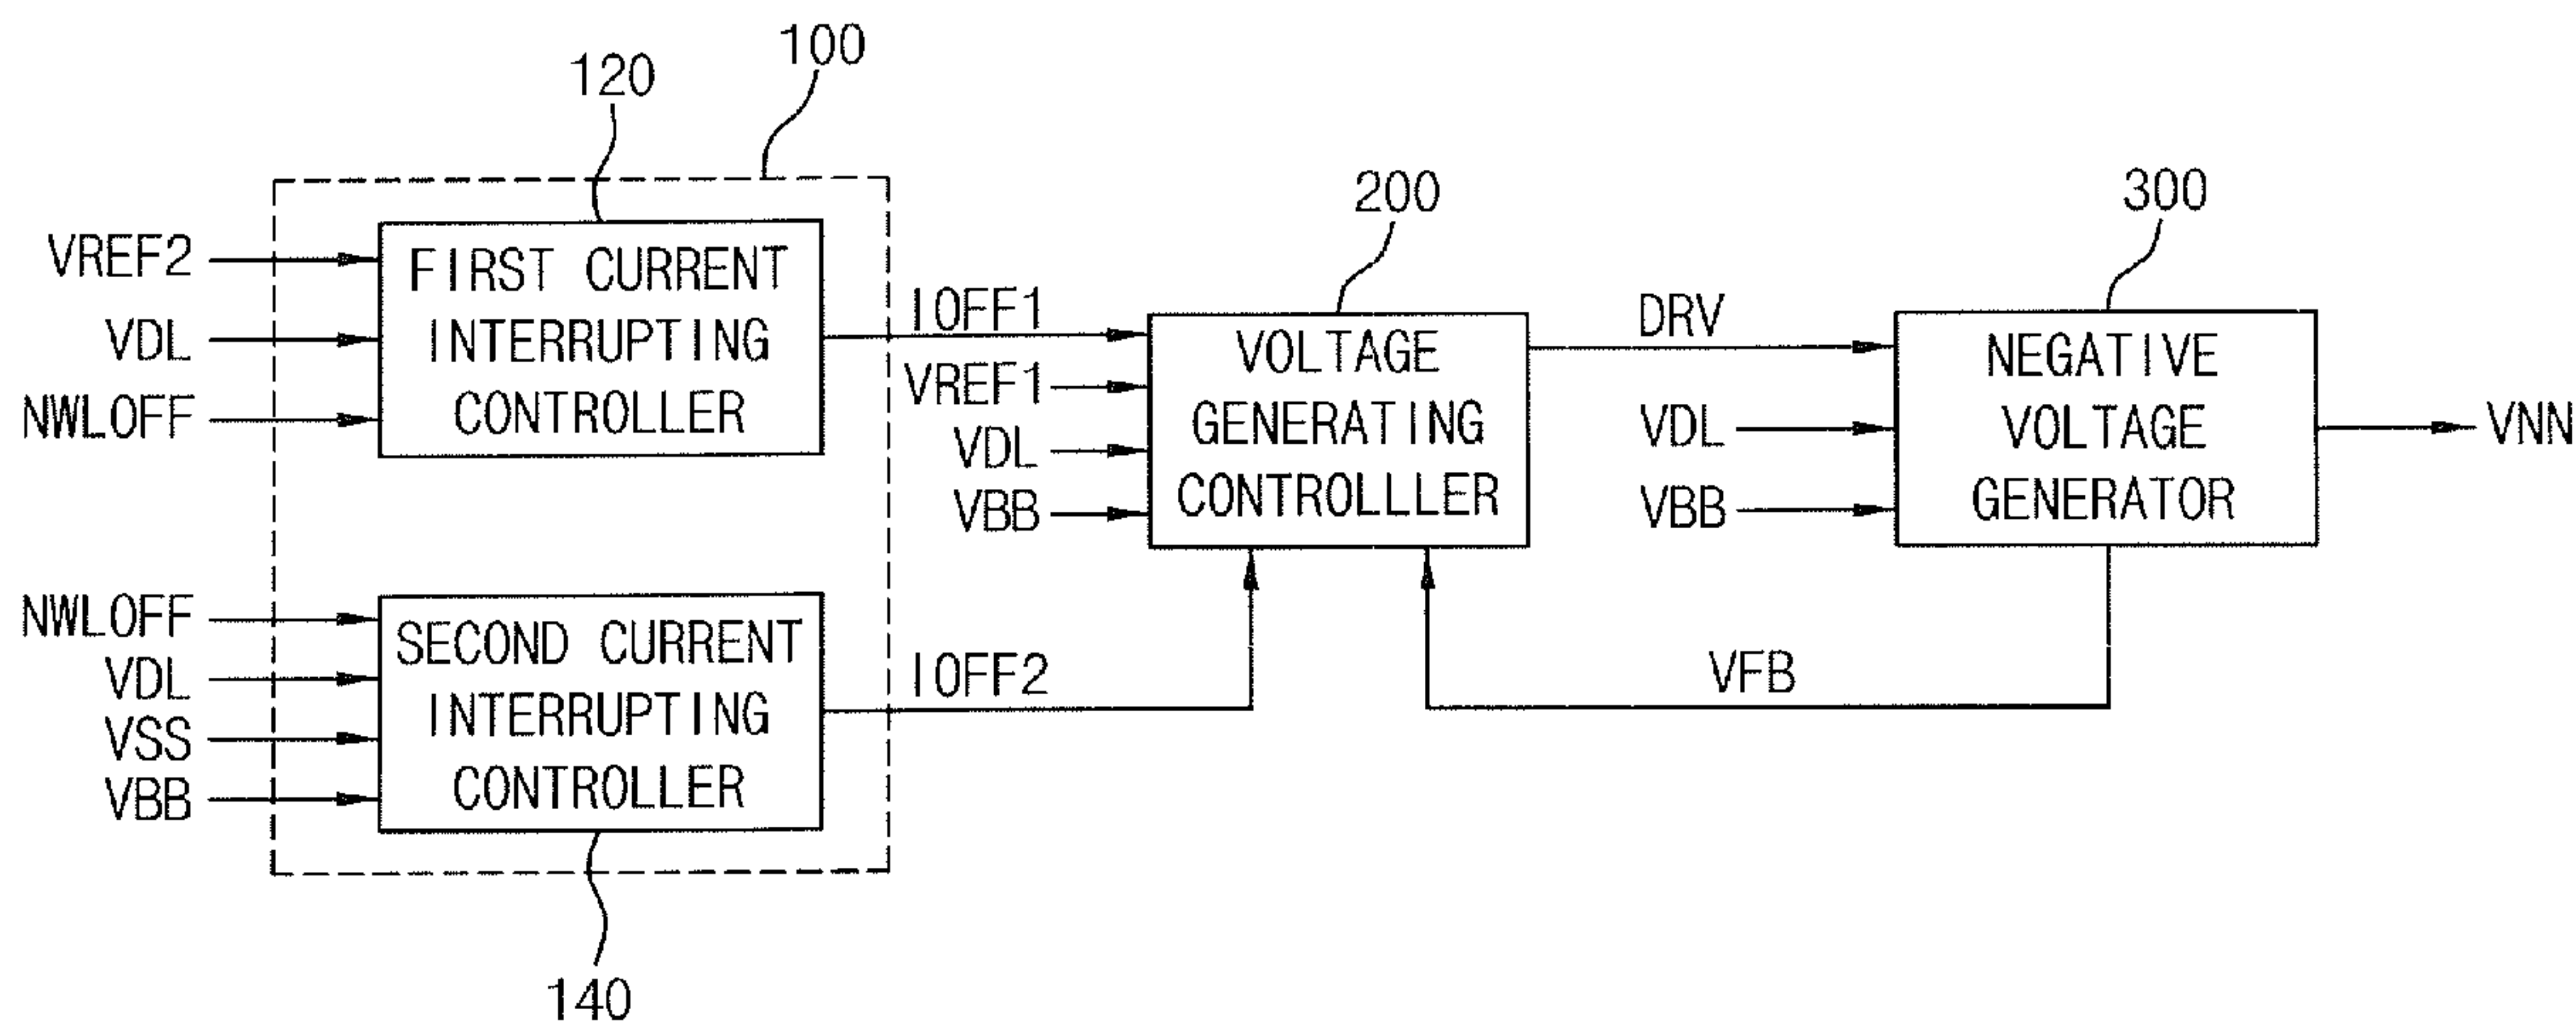 100
120
200
300
VREF2
VDL
NWLOFF
FIRST CURRENT
INTERRUPTING
CONTROLLER
IOFF1
VREF1
VDL
VBB
VOLTAGE
GENERATING
CONTROLLLER
DRV
VDL
VBB
NEGATIVE
VOLTAGE
GENERATOR
VNN
NWLOFF
VDL
VSS
VBB
SECOND CURRENT
INTERRUPTING
CONTROLLER
IOFF2
VFB
140